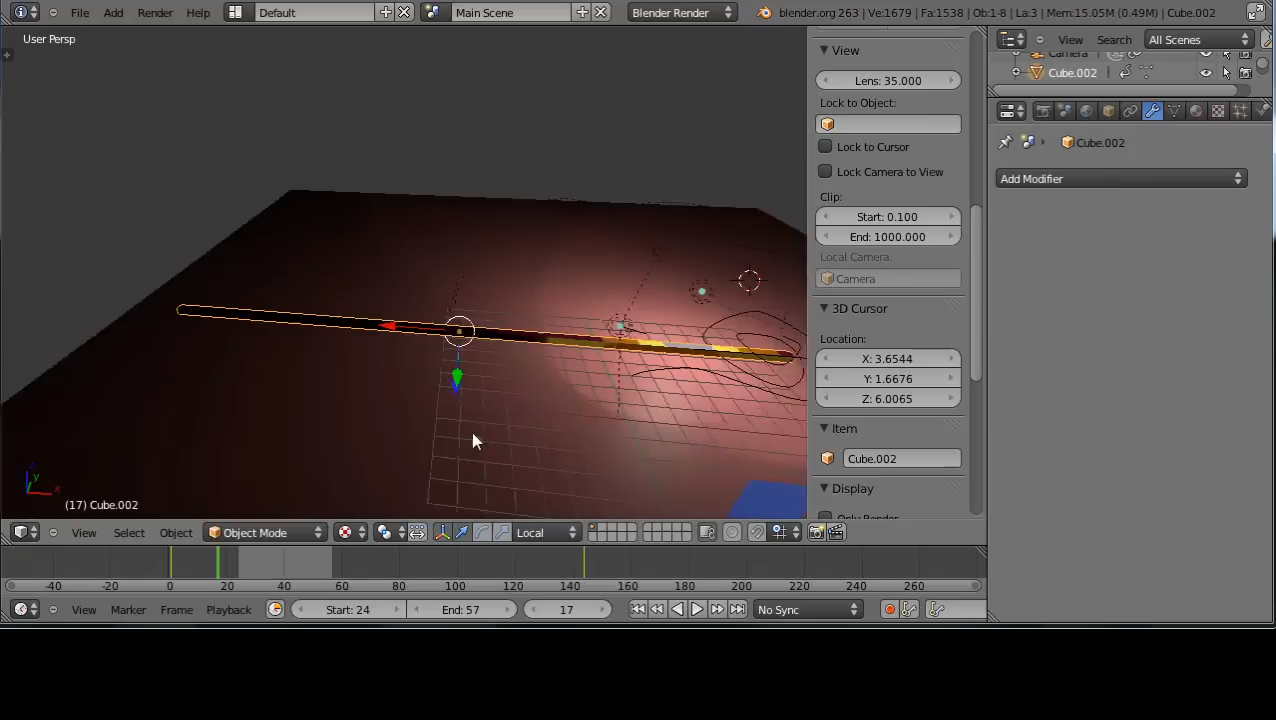 File Add Render Help Default Main Scene Blender Render blender.org 263 | Ve:1679 | Fa:1538 | Ob:1-8 | La:3 | Mem:15.05M (0.49M) | Cube.002
User Persp
View
Lens: 35.000
Lock to Object:
Lock to Cursor
Lock Camera to View
Clip:
Start: 0.100
End: 1000.000
Local Camera:
Camera
3D Cursor
Location:
X: 3.6544
Y: 1.6676
Z: 6.0065
Item
Cube.002
Display
Only Render
View Search All Scenes
Camera
Cube.002
Cube.002
Add Modifier
z
y
x
(17) Cube.002
View Select Object Object Mode Local
-40 -20 0 20 40 60 80 100 120 140 160 180 200 220 240 260
View Marker Frame Playback Start: 24 End: 57 17 No Sync